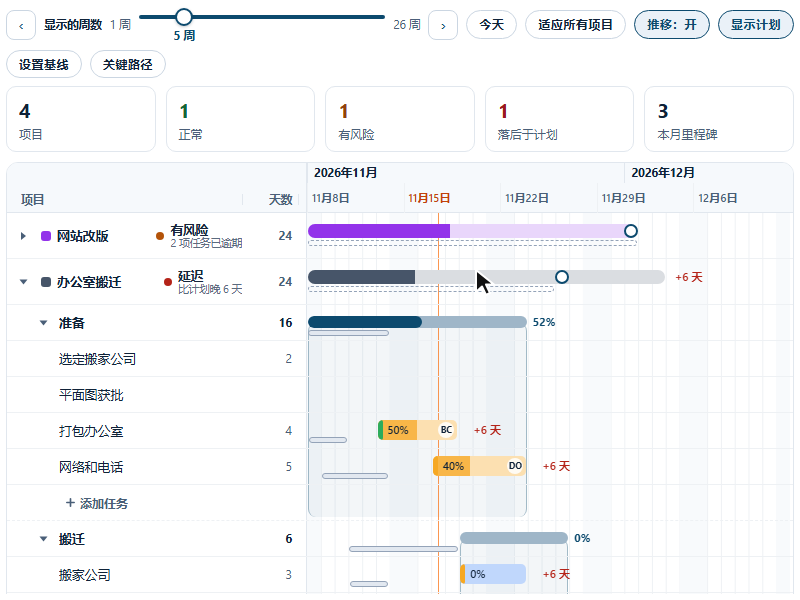 ‹ 显示的周数 1 周 5 周 26 周 › 今天 适应所有项目 推移：开 显示计划
设置基线 关键路径
4 1 1 1 3
项目 正常 有风险 落后于计划 本月里程碑
2026年11月 2026年12月
项目 天数 11月8日 11月15日 11月22日 11月29日 12月6日
网站改版 有风险 24
2 项任务已逾期
办公室搬迁 延迟 24 +6 天
比计划晚 6 天
准备 16 52%
选定搬家公司 2
平面图获批
打包办公室 4 50% BC +6 天
网络和电话 5 40% DO +6 天
+ 添加任务
搬迁 6 0%
搬家公司 3 0% +6 天